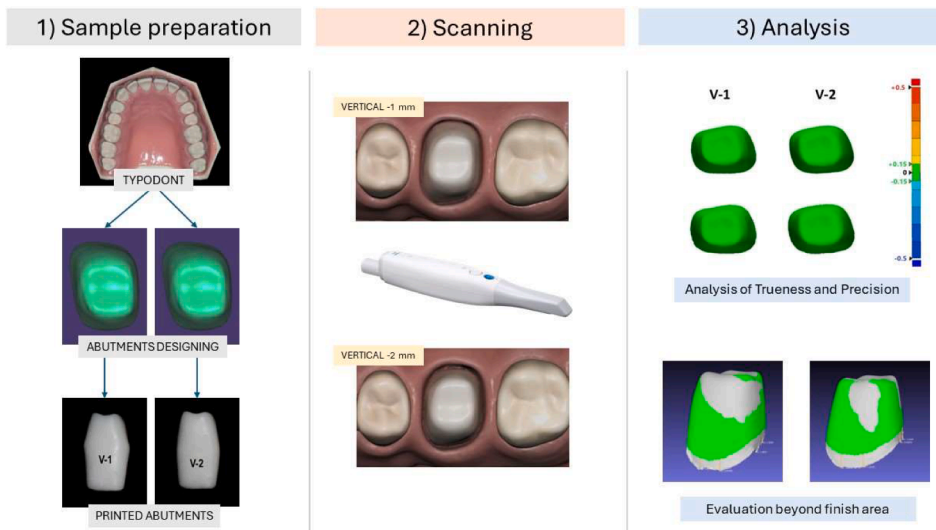 1) Sample preparation
TYPODONT
ABUTMENTS DESIGNING
V-1
V-2
PRINTED ABUTMENTS
2) Scanning
VERTICAL -1 mm
VERTICAL -2 mm
3) Analysis
V-1
V-2
+0.5
+0.15
0
-0.15
-0.5
Analysis of Trueness and Precision
Evaluation beyond finish area